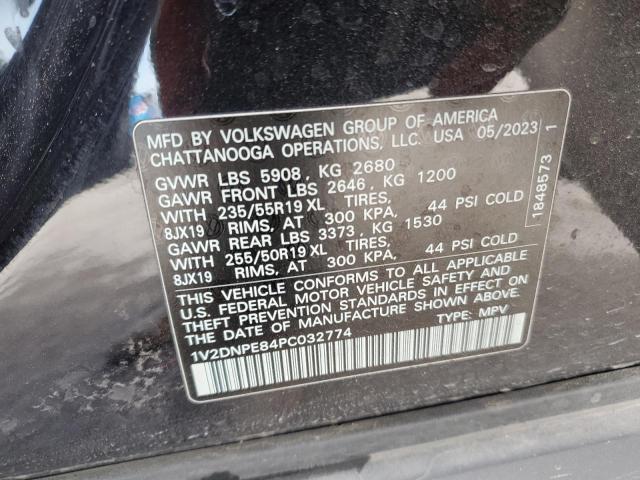 MFD BY VOLKSWAGEN GROUP OF AMERICA
CHATTANOOGA OPERATIONS, LLC. USA 05/2023 1
GVWR LBS 5908, KG 2680
GAWR FRONT LBS 2646, KG 1200
WITH 235/55R19 XL TIRES,
8JX19 RIMS, AT 300 KPA, 44 PSI COLD
GAWR REAR LBS 3373, KG 1530
WITH 255/50R19 XL TIRES,
8JX19 RIMS, AT 300 KPA, 44 PSI COLD
THIS VEHICLE CONFORMS TO ALL APPLICABLE
U.S. FEDERAL MOTOR VEHICLE SAFETY AND
THEFT PREVENTION STANDARDS IN EFFECT ON
THE DATE OF MANUFACTURE SHOWN ABOVE.
1V2DNPE84PC032774 TYPE: MPV
1848573